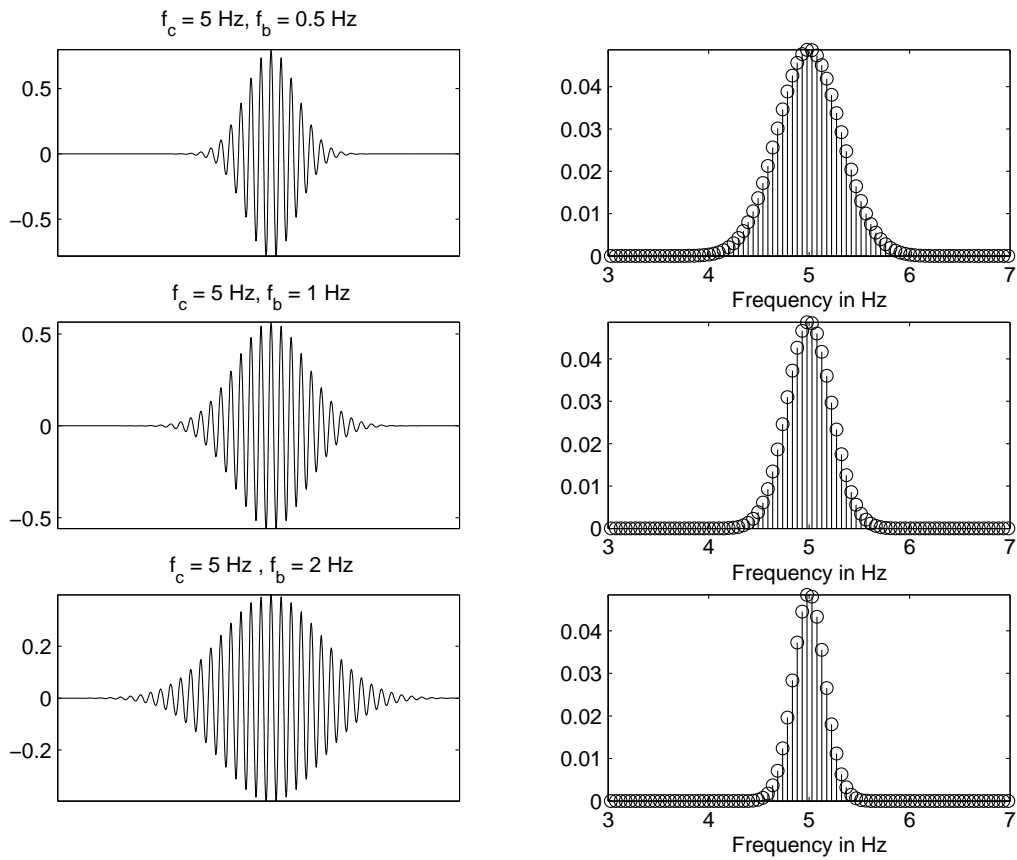 f_c = 5 Hz, f_b = 0.5 Hz
0.5
0
−0.5
0.04
0.03
0.02
0.01
0
3 4 5 6 7
Frequency in Hz
f_c = 5 Hz, f_b = 1 Hz
0.5
0
−0.5
0.04
0.03
0.02
0.01
0
3 4 5 6 7
Frequency in Hz
f_c = 5 Hz , f_b = 2 Hz
0.2
0
−0.2
0.04
0.03
0.02
0.01
0
3 4 5 6 7
Frequency in Hz